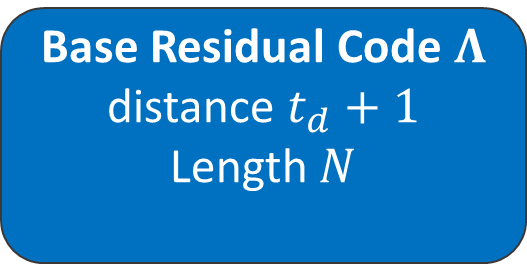 Base Residual Code Λ
distance t_d + 1
Length N